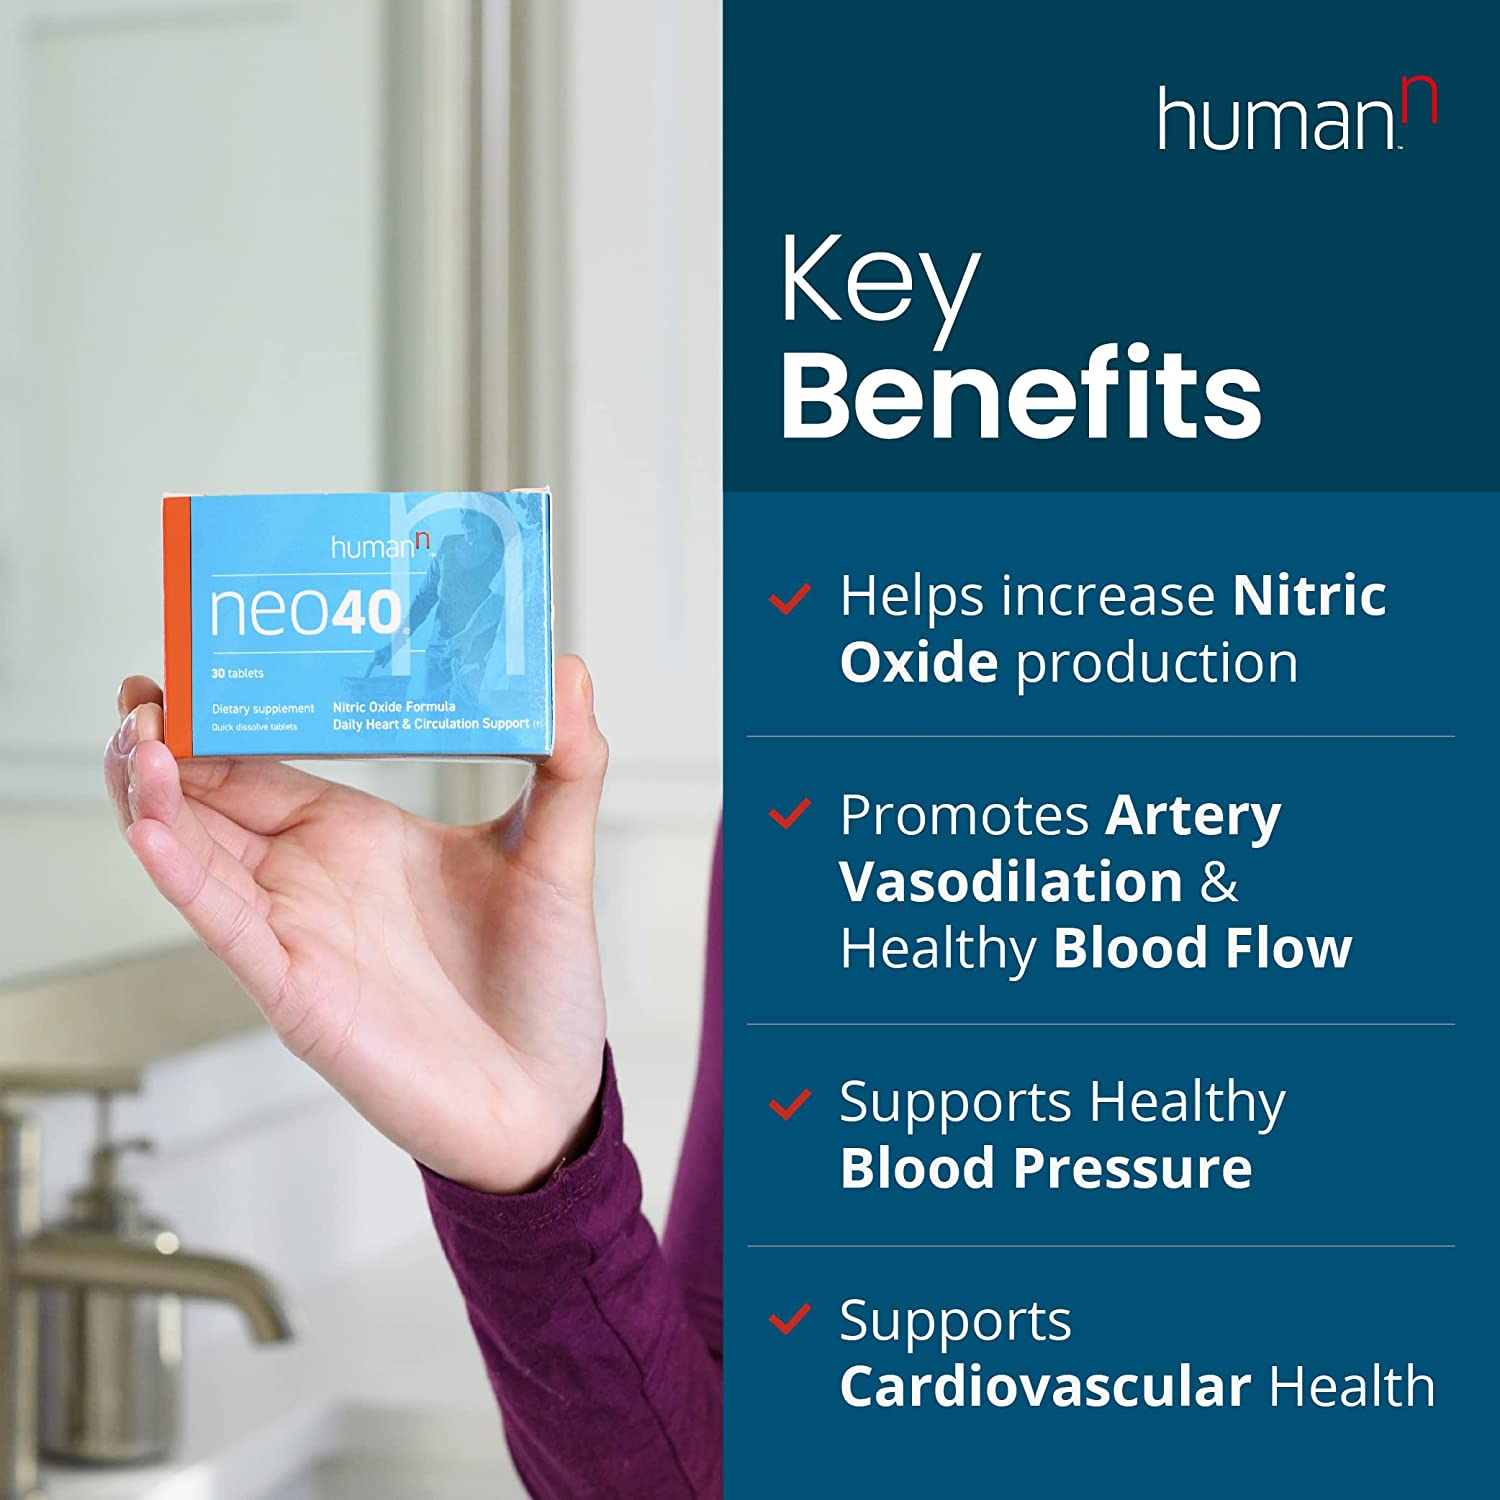 humann
neo40
30 tablets
Dietary supplement
Quick dissolve tablets
Nitric Oxide Formula
Daily Heart & Circulation Support (†)
humann™
Key
Benefits
Helps increase Nitric
Oxide production
Promotes Artery
Vasodilation &
Healthy Blood Flow
Supports Healthy
Blood Pressure
Supports
Cardiovascular Health